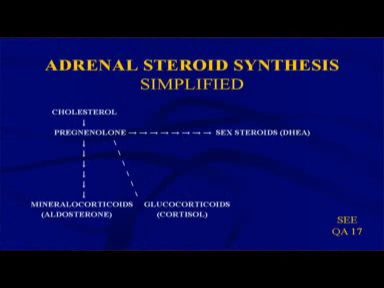 ADRENAL STEROID SYNTHESIS
SIMPLIFIED
CHOLESTEROL
PREGNENOLONE → → → → → → → SEX STEROIDS (DHEA)
MINERALOCORTICOIDS GLUCOCORTICOIDS
(ALDOSTERONE) (CORTISOL)
SEE
QA 17